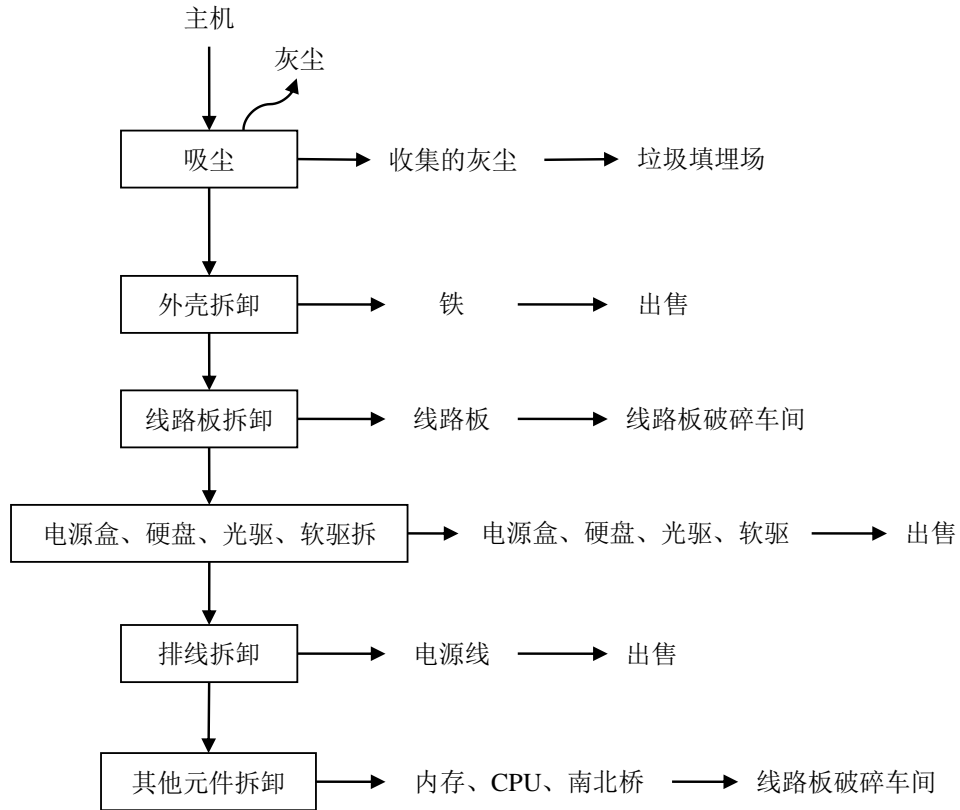 主机
灰尘
吸尘 收集的灰尘 垃圾填埋场
外壳拆卸 铁 出售
线路板拆卸 线路板 线路板破碎车间
电源盒、硬盘、光驱、软驱拆 电源盒、硬盘、光驱、软驱 出售
排线拆卸 电源线 出售
其他元件拆卸 内存、CPU、南北桥 线路板破碎车间